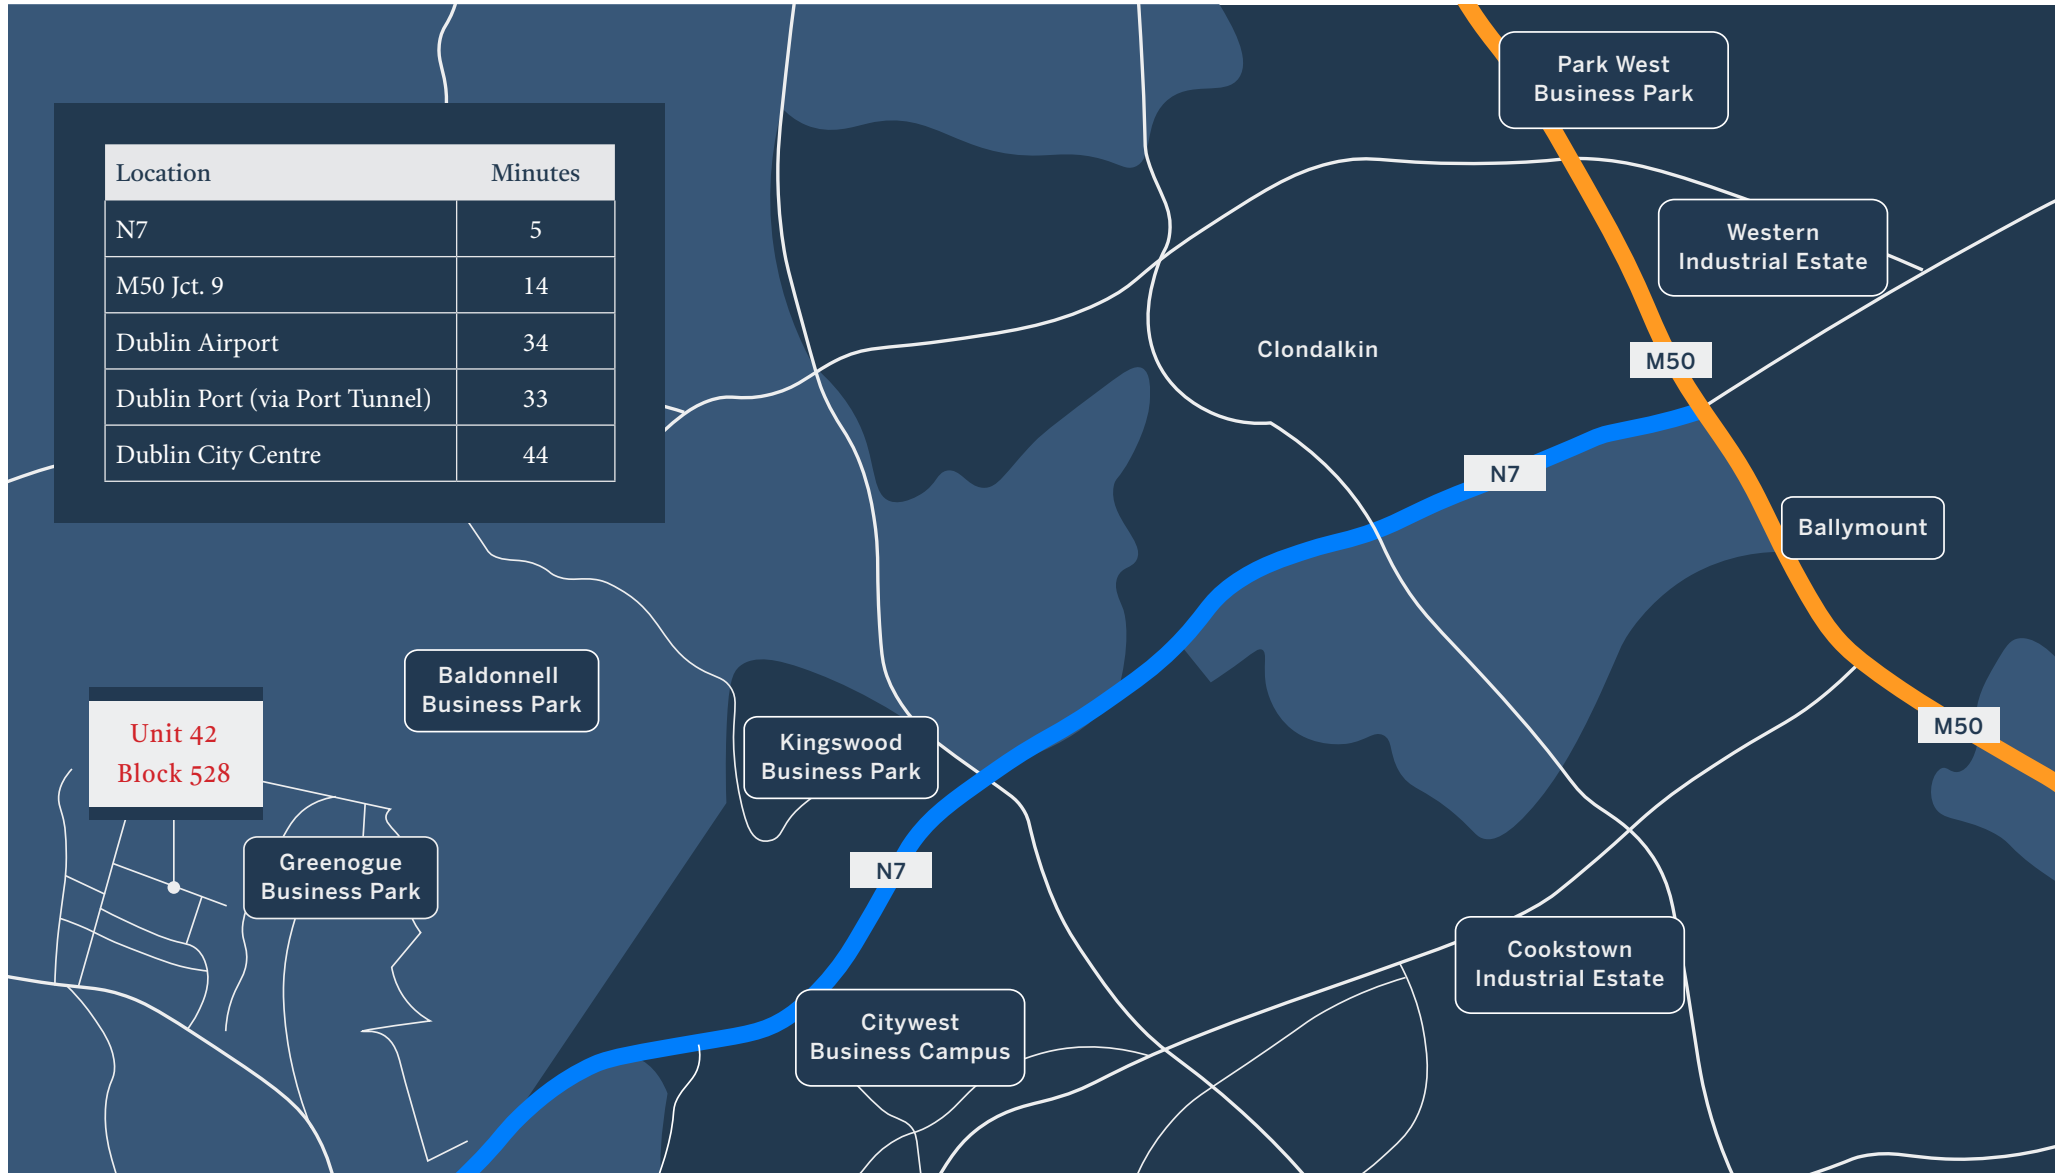 Park West
Business Park
Location Minutes
N7 5
M50 Jct. 9 14
Dublin Airport 34
Dublin Port (via Port Tunnel) 33
Dublin City Centre 44
Western
Industrial Estate
Clondalkin
M50
N7
Ballymount
Baldonnell
Business Park
Unit 42
Block 528
Kingswood
Business Park
M50
Greenogue
Business Park
N7
Cookstown
Industrial Estate
Citywest
Business Campus